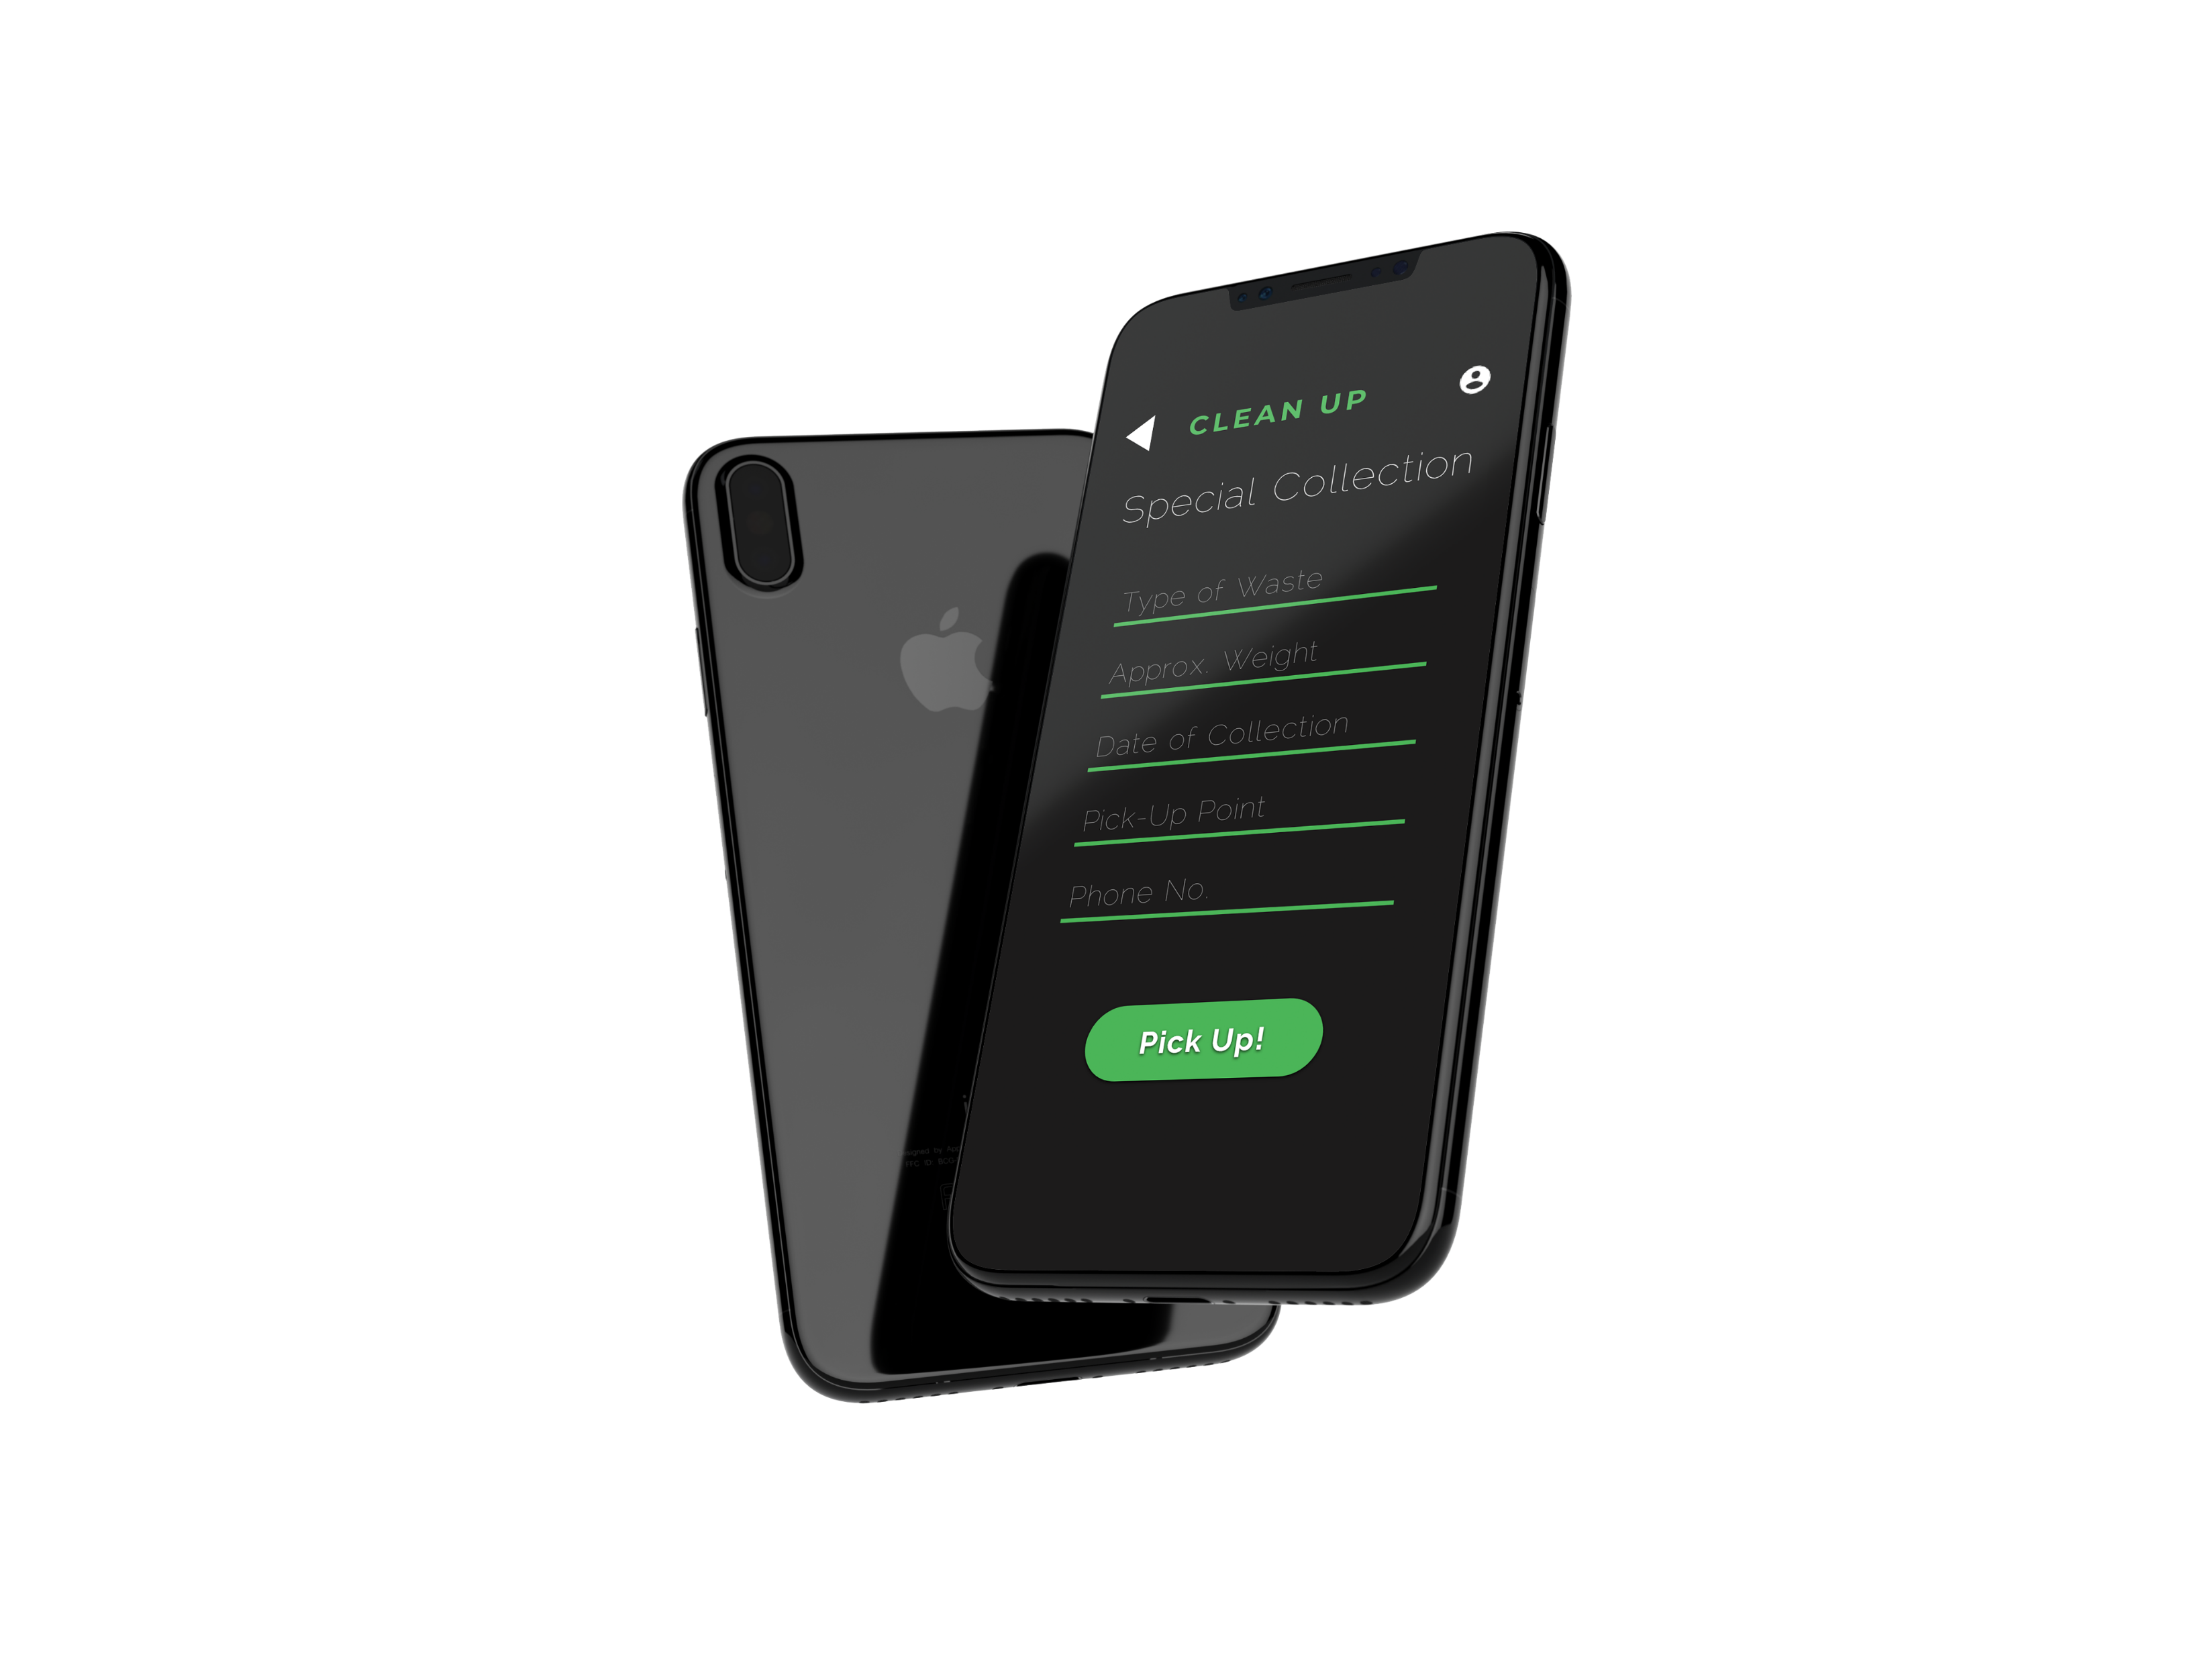 CLEAN UP
Special Collection
Type of Waste
Approx. Weight
Date of Collection
Pick-Up Point
Phone No.
Pick Up!